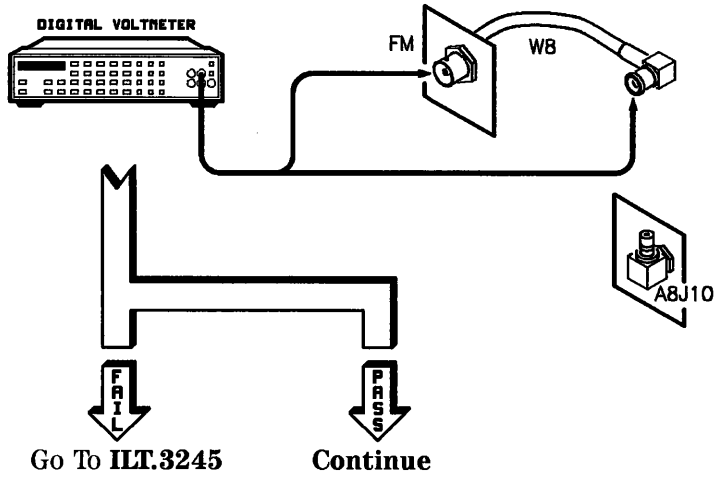 DIGITAL VOLTMETER
FM
W8
A8J10
FAIL
PASS
Go To ILT.3245
Continue